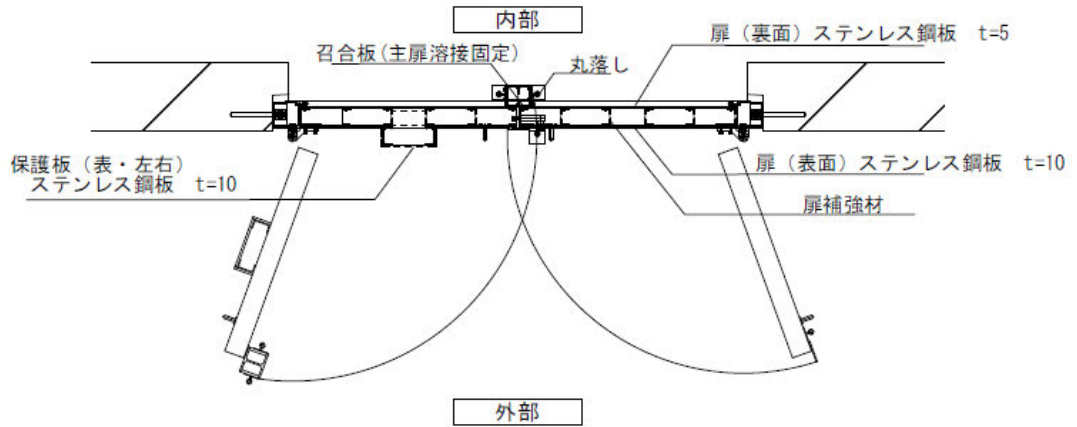 内部
扉（裏面）ステンレス鋼板　t=5
召合板(主扉溶接固定)
丸落し
保護板（表・左右）
ステンレス鋼板　t=10
扉（表面）ステンレス鋼板　t=10
扉補強材
外部